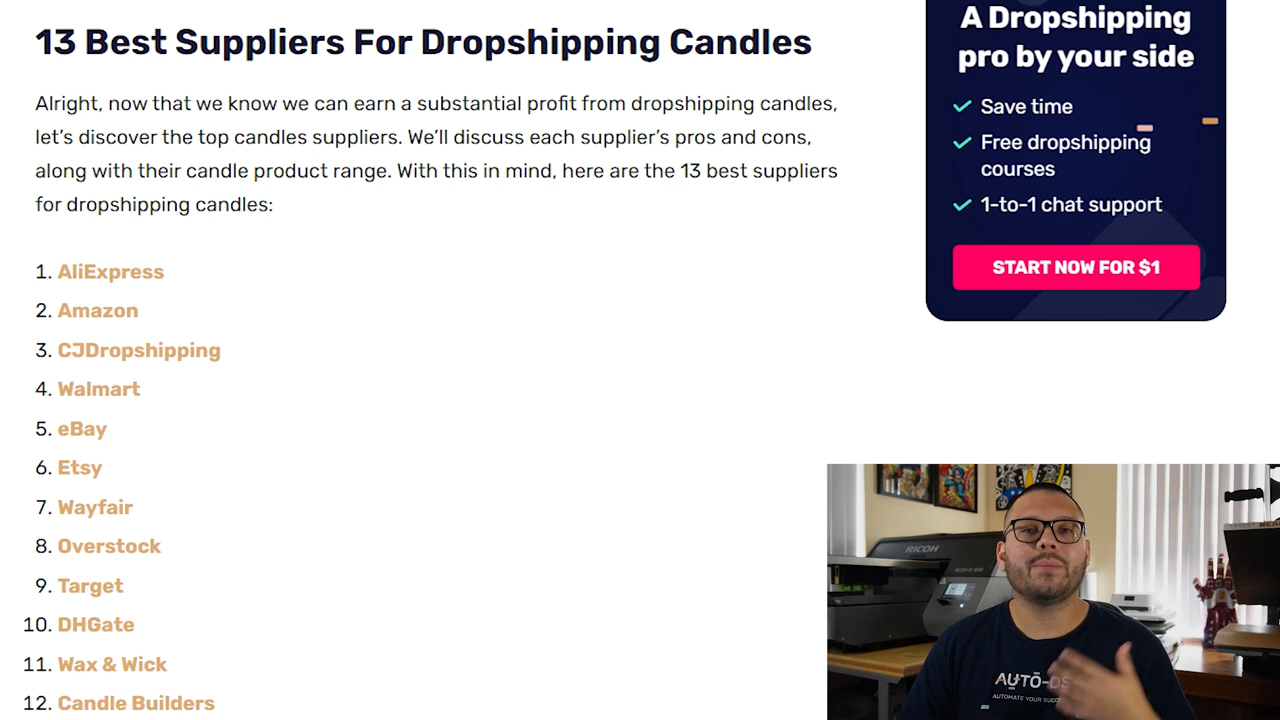 13 Best Suppliers For Dropshipping Candles
Alright, now that we know we can earn a substantial profit from dropshipping candles,
let's discover the top candles suppliers. We'll discuss each supplier's pros and cons,
along with their candle product range. With this in mind, here are the 13 best suppliers
for dropshipping candles:
1. AliExpress
2. Amazon
3. CJDropshipping
4. Walmart
5. eBay
6. Etsy
7. Wayfair
8. Overstock
9. Target
10. DHGate
11. Wax & Wick
12. Candle Builders
A Dropshipping
pro by your side
Save time
Free dropshipping
courses
1-to-1 chat support
START NOW FOR $1
RICOH
AUTO-DS
AUTOMATE YOUR